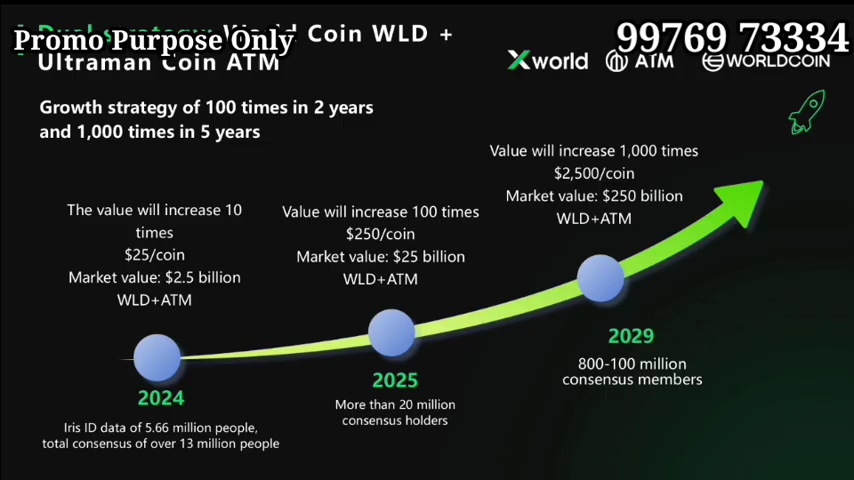 Dual strategy: World Coin WLD +
Promo Purpose Only
Ultraman Coin ATM
99769 73334
Xworld ATM WORLDCOIN
Growth strategy of 100 times in 2 years
and 1,000 times in 5 years
The value will increase 10
times
$25/coin
Market value: $2.5 billion
WLD+ATM
Value will increase 100 times
$250/coin
Market value: $25 billion
WLD+ATM
Value will increase 1,000 times
$2,500/coin
Market value: $250 billion
WLD+ATM
2024
Iris ID data of 5.66 million people,
total consensus of over 13 million people
2025
More than 20 million
consensus holders
2029
800-100 million
consensus members